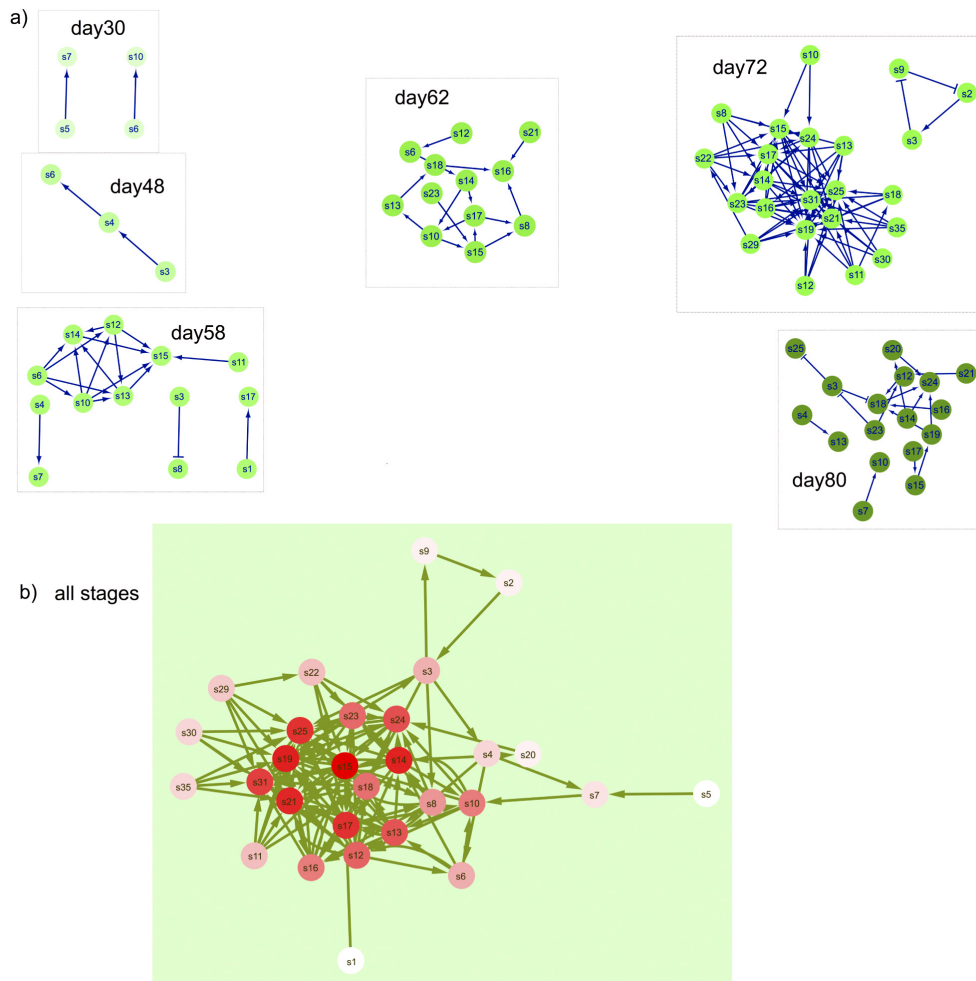 a)
day30
s7 s10
s5 s6
day48
s6
s4
s3
day58
s12
s14
s15
s11
s6
s13
s10
s4 s3 s17
s7 s8 s1
day62
s12 s21
s6
s18 s16
s14
s23
s13
s17
s8
s10
s15
day72
s10
s9
s2
s3
s8
s15
s24
s13
s17
s22
s14
s25
s18
s23
s16
s31
s21
s19
s35
s29
s30
s11
s12
s25
s20
s12
s21
s24
s3
s18
s16
s4
s14
s23
s19
s13
s17
s10
day80
s15
s7
b) all stages
s9
s2
s3
s22
s29
s23
s24
s30
s25
s4
s20
s19
s15
s14
s31
s18
s35
s7
s5
s21
s8
s10
s17
s13
s11
s12
s16
s6
s1